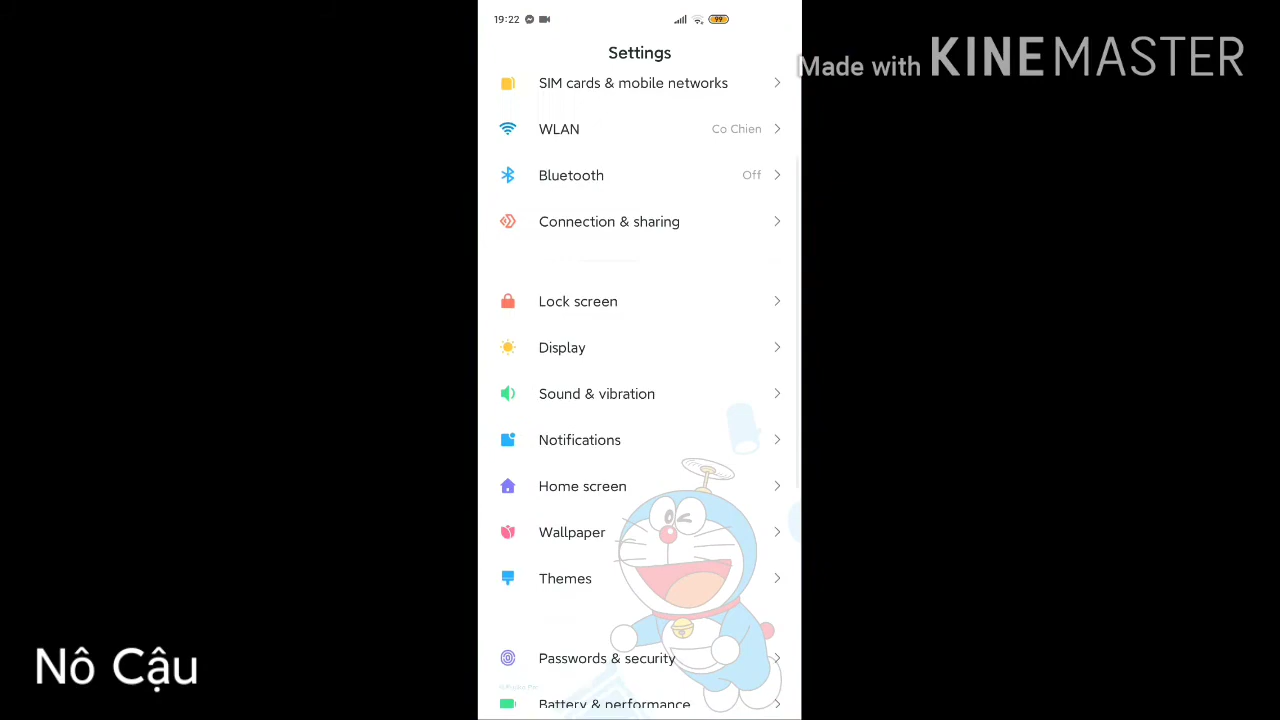 19:22
99
Settings
Made with KINEMASTER
SIM cards & mobile networks
WLAN Co Chien
Bluetooth Off
Connection & sharing
Lock screen
Display
Sound & vibration
Notifications
Home screen
Wallpaper
Themes
Nô Cậu
Passwords & security
Battery & performance